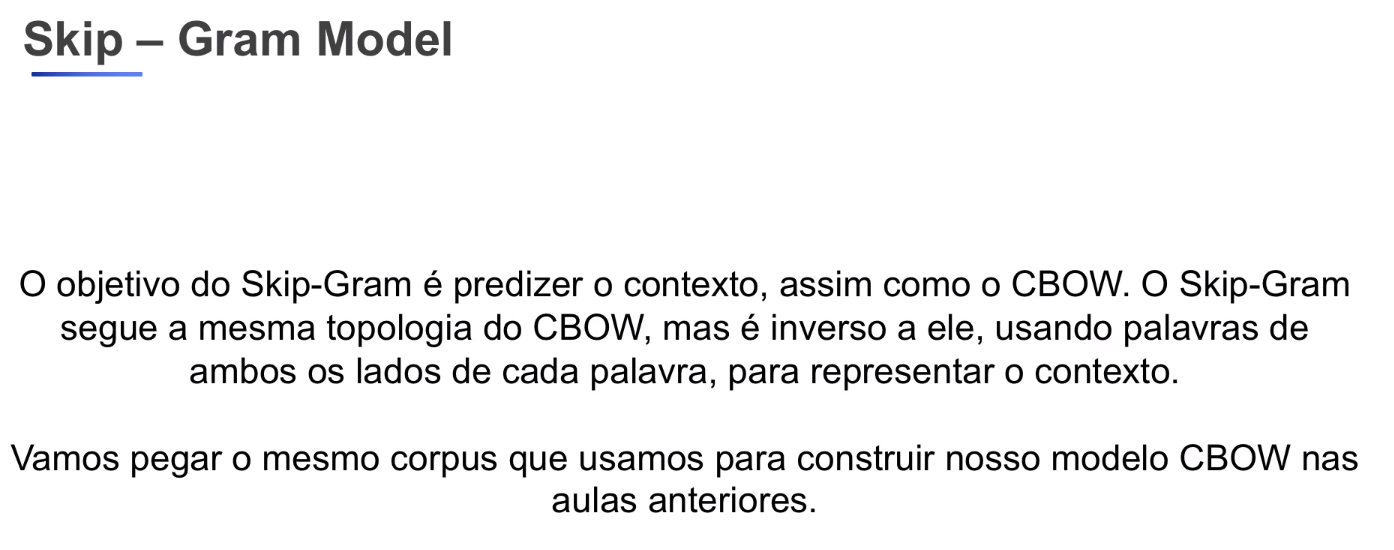 Skip – Gram Model
O objetivo do Skip-Gram é predizer o contexto, assim como o CBOW. O Skip-Gram
segue a mesma topologia do CBOW, mas é inverso a ele, usando palavras de
ambos os lados de cada palavra, para representar o contexto.
Vamos pegar o mesmo corpus que usamos para construir nosso modelo CBOW nas
aulas anteriores.